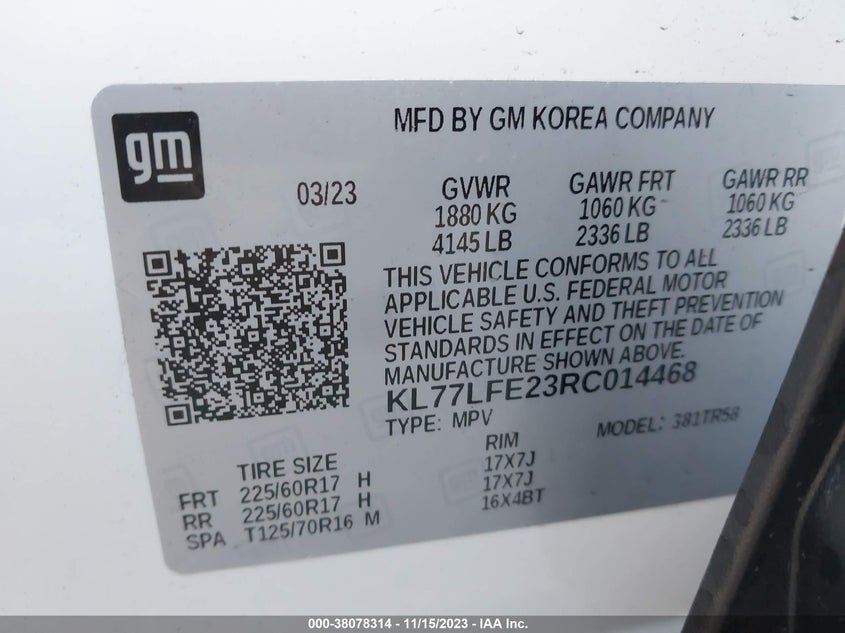 gm
MFD BY GM KOREA COMPANY
03/23
GVWR GAWR FRT GAWR RR
1880 KG 1060 KG 1060 KG
4145 LB 2336 LB 2336 LB
THIS VEHICLE CONFORMS TO ALL
APPLICABLE U.S. FEDERAL MOTOR
VEHICLE SAFETY AND THEFT PREVENTION
STANDARDS IN EFFECT ON THE DATE OF
MANUFACTURE SHOWN ABOVE.
KL77LFE23RC014468
TYPE: MPV MODEL: 381TR58
TIRE SIZE RIM
FRT 225/60R17 H 17X7J
RR 225/60R17 H 17X7J
SPA T125/70R16 M 16X4BT
000-38078314 - 11/15/2023 - IAA Inc.